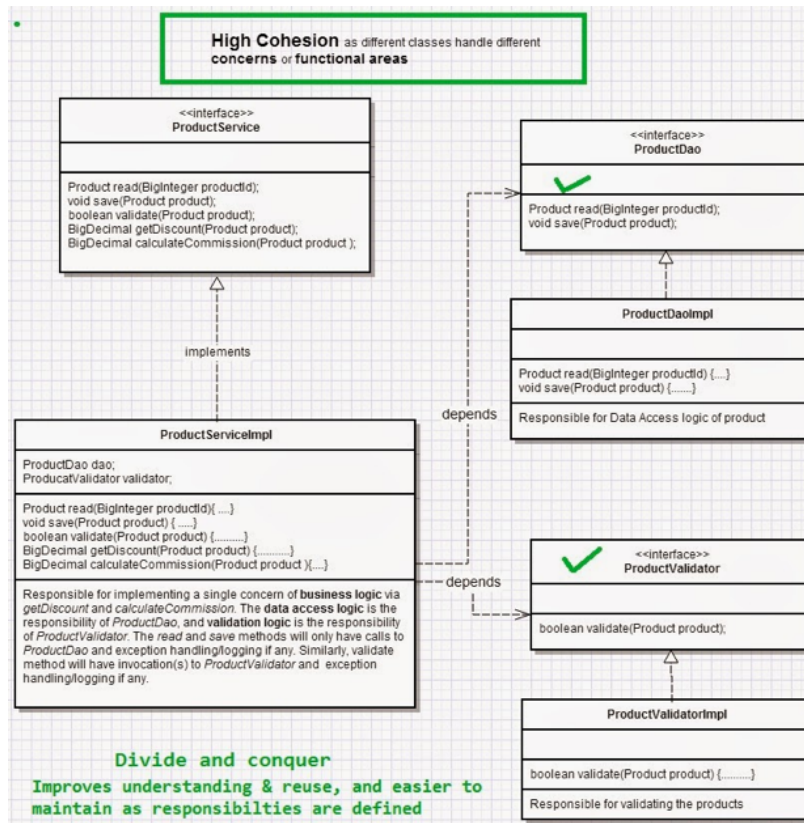 High Cohesion as different classes handle different
concerns or functional areas
<<interface>>
ProductService
Product read(BigInteger productId);
void save(Product product);
boolean validate(Product product);
BigDecimal getDiscount(Product product);
BigDecimal calculateCommission(Product product );
<<interface>>
ProductDao
Product read(BigInteger productId);
void save(Product product);
implements
ProductDaoImpl
Product read(BigInteger productId) {....}
void save(Product product) {.......}
Responsible for Data Access logic of product
depends
ProductServiceImpl
ProductDao dao;
ProducatValidator validator;
Product read(BigInteger productId){ ....}
void save(Product product) { .....}
boolean validate(Product product) {..........}
BigDecimal getDiscount(Product product) {...........}
BigDecimal calculateCommission(Product product ){....}
Responsible for implementing a single concern of business logic via
getDiscount and calculateCommission. The data access logic is the
responsibility of ProductDao, and validation logic is the responsibility
of ProductValidator. The read and save methods will only have calls to
ProductDao and exception handling/logging if any. Similarly, validate
method will have invocation(s) to ProductValidator and exception
handling/logging if any.
depends
<<interface>>
ProductValidator
boolean validate(Product product);
ProductValidatorImpl
boolean validate(Product product) {..........}
Responsible for validating the products
Divide and conquer
Improves understanding & reuse, and easier to
maintain as responsibilties are defined